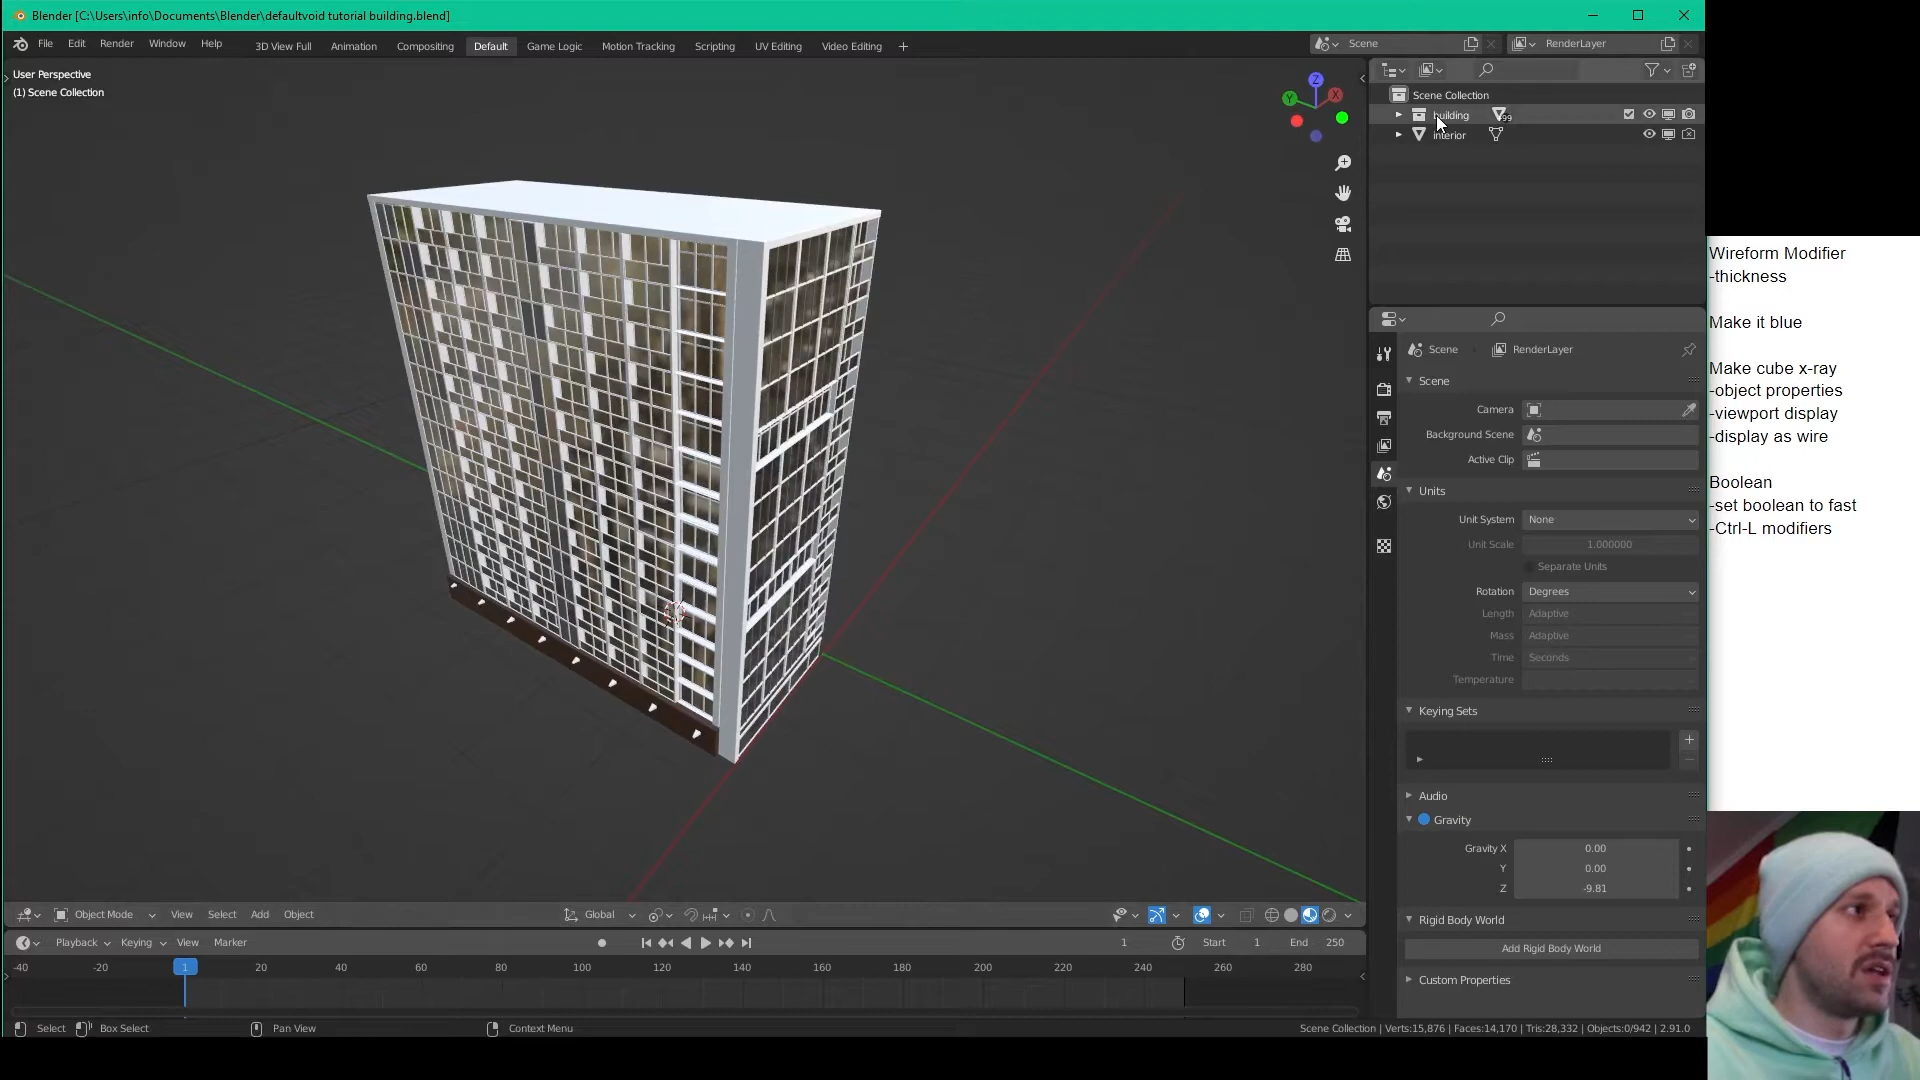 Blender [C:\Users\info\Documents\Blender\defaultvoid tutorial building.blend]
File Edit Render Window Help 3D View Full Animation Compositing Default Game Logic Motion Tracking Scripting UV Editing Video Editing Scene RenderLayer
User Perspective
(1) Scene Collection
Z
Y
X
Scene Collection
building 99
interior
Scene RenderLayer
Scene
Camera
Background Scene
Active Clip
Units
Unit System None
Unit Scale 1.000000
Separate Units
Rotation Degrees
Length Adaptive
Mass Adaptive
Time Seconds
Temperature
Keying Sets
Audio
Gravity
Gravity X 0.00
Y 0.00
Z -9.81
Rigid Body World
Add Rigid Body World
Custom Properties
Wireform Modifier
-thickness
Make it blue
Make cube x-ray
-object properties
-viewport display
-display as wire
Boolean
-set boolean to fast
-Ctrl-L modifiers
Object Mode View Select Add Object Global
Playback Keying View Marker 1 Start 1 End 250
-40 -20 1 20 40 60 80 100 120 140 160 180 200 220 240 260 280
Select Box Select Pan View Context Menu Scene Collection | Verts:15,876 | Faces:14,170 | Tris:28,332 | Objects:0/942 | 2.91.0